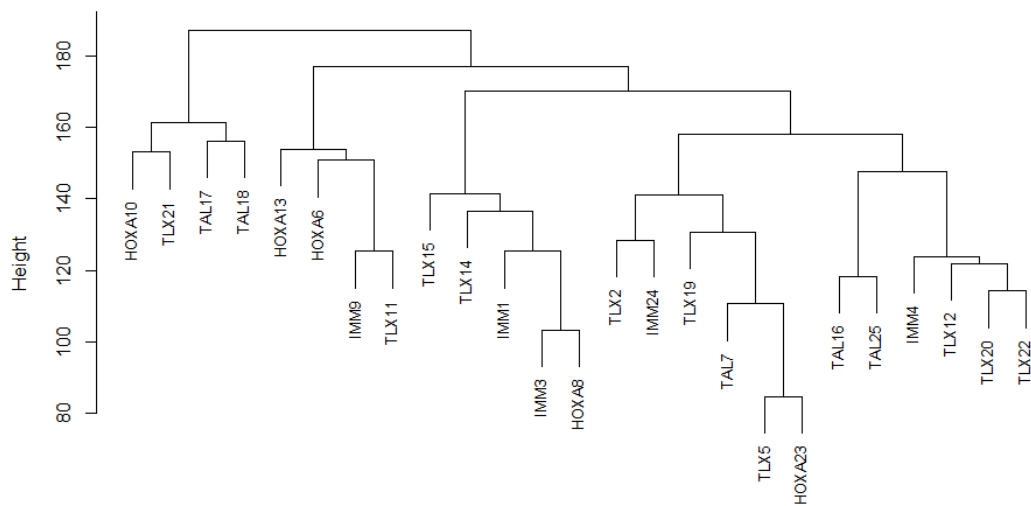 180
160
140
120
100
80
Height
HOXA10
TLX21
TAL17
TAL18
HOXA13
HOXA6
IMM9
TLX11
TLX15
TLX14
IMM1
IMM3
HOXA8
TLX2
IMM24
TLX19
TAL7
TLX5
HOXA23
TAL16
TAL25
IMM4
TLX12
TLX20
TLX22